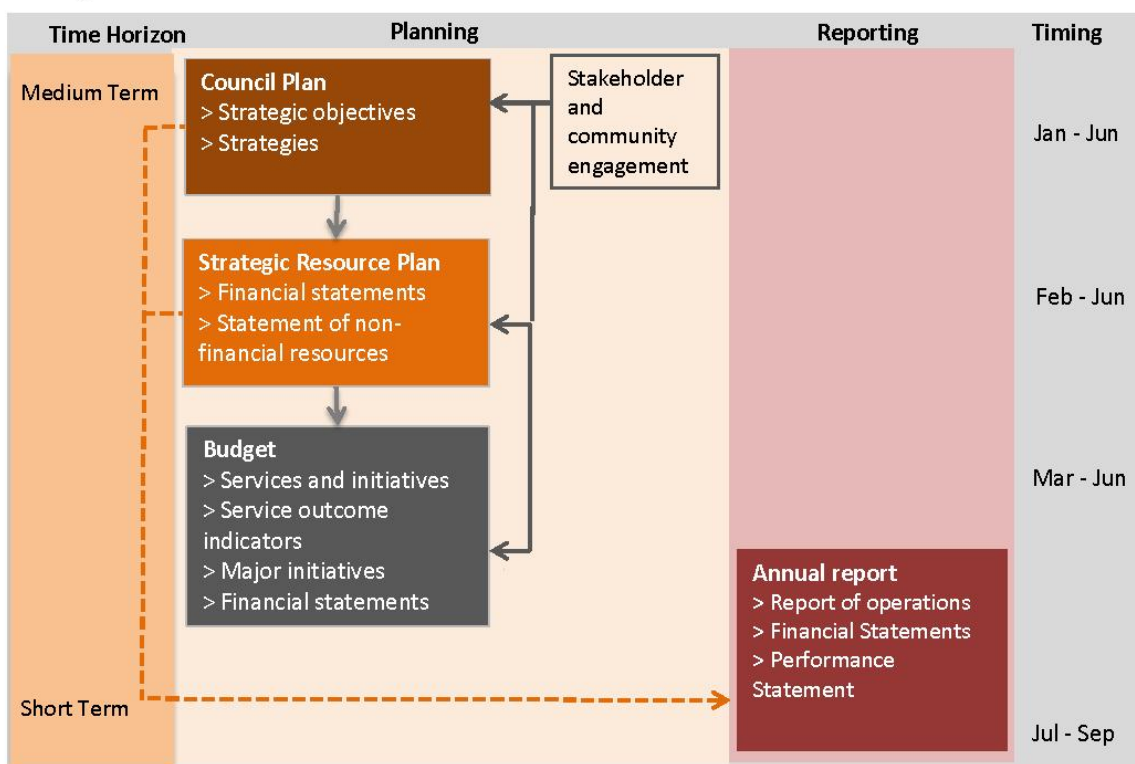 Time Horizon
Planning
Reporting
Timing
Medium Term
Council Plan
> Strategic objectives
> Strategies
Stakeholder
and
community
engagement
Jan - Jun
Strategic Resource Plan
> Financial statements
> Statement of non-
financial resources
Feb - Jun
Budget
> Services and initiatives
> Service outcome
indicators
> Major initiatives
> Financial statements
Mar - Jun
Annual report
> Report of operations
> Financial Statements
> Performance
Statement
Short Term
Jul - Sep